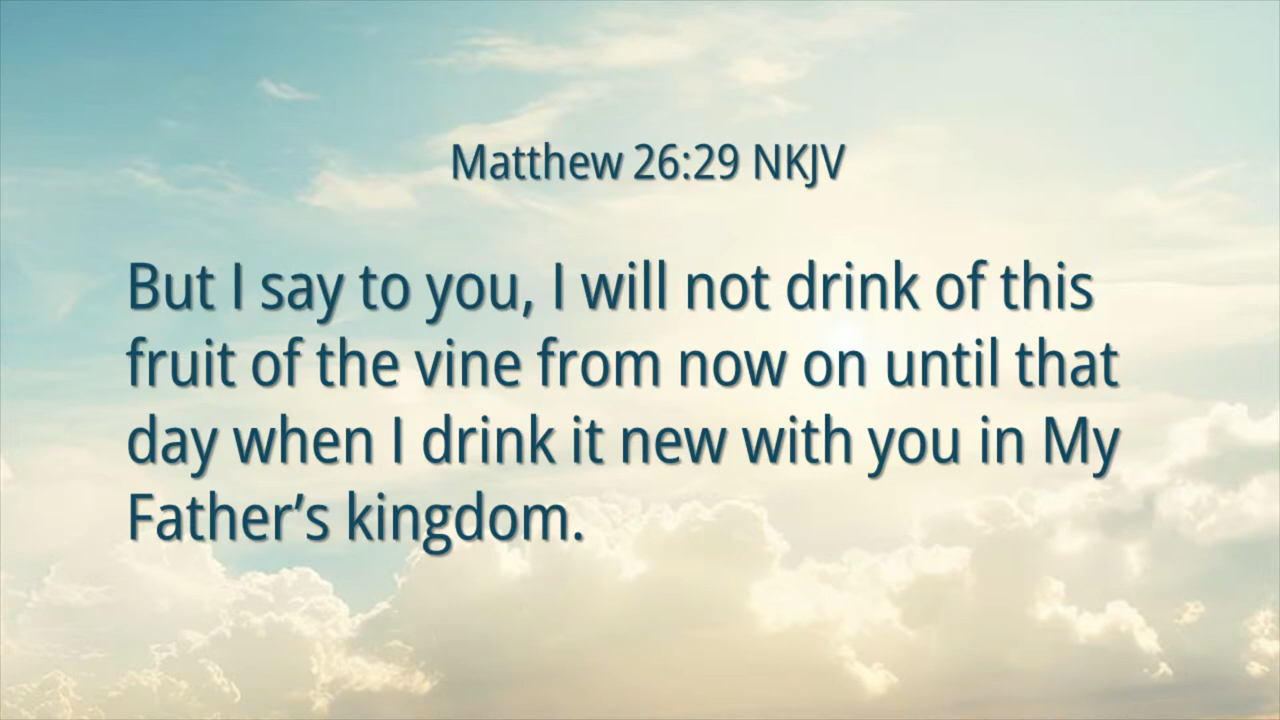 Matthew 26:29 NKJV
But I say to you, I will not drink of this
fruit of the vine from now on until that
day when I drink it new with you in My
Father’s kingdom.